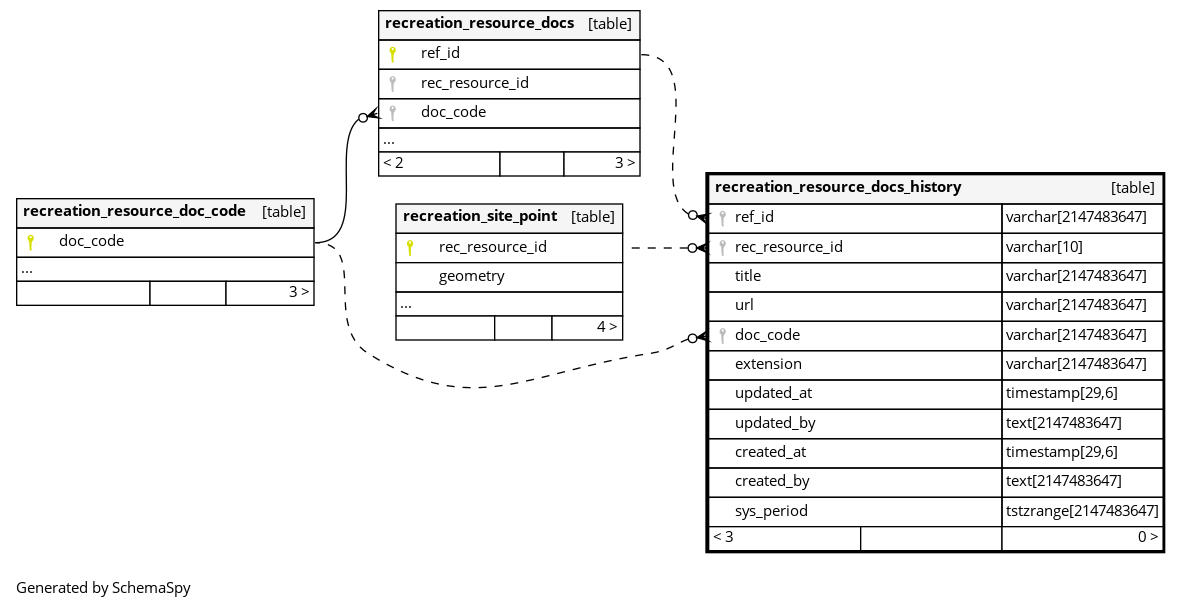 recreation_resource_docs [table]
ref_id
rec_resource_id
doc_code
...
< 2 3 >
recreation_resource_doc_code [table]
doc_code
...
3 >
recreation_site_point [table]
rec_resource_id
geometry
...
4 >
recreation_resource_docs_history [table]
ref_id varchar[2147483647]
rec_resource_id varchar[10]
title varchar[2147483647]
url varchar[2147483647]
doc_code varchar[2147483647]
extension varchar[2147483647]
updated_at timestamp[29,6]
updated_by text[2147483647]
created_at timestamp[29,6]
created_by text[2147483647]
sys_period tstzrange[2147483647]
< 3 0 >
Generated by SchemaSpy